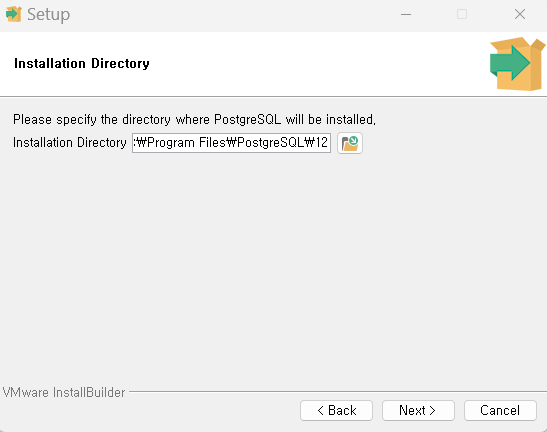 Setup
Installation Directory
Please specify the directory where PostgreSQL will be installed.
Installation Directory :₩Program Files₩PostgreSQL₩12
VMware InstallBuilder
< Back Next > Cancel